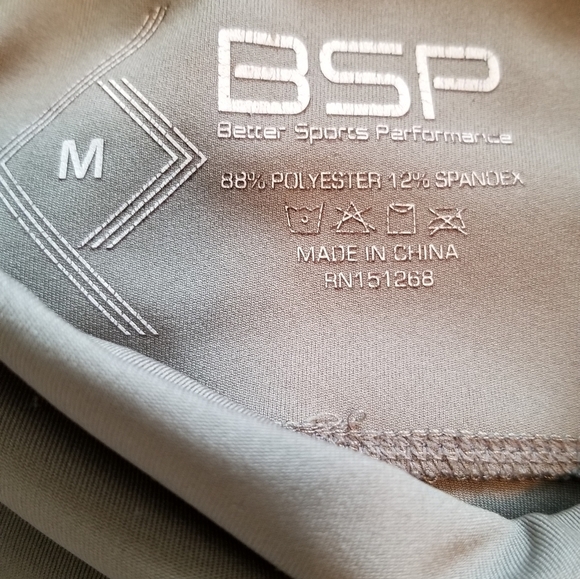 BSP
Better Sports Performance
M
88% POLYESTER 12% SPANDEX
MADE IN CHINA
RN151268